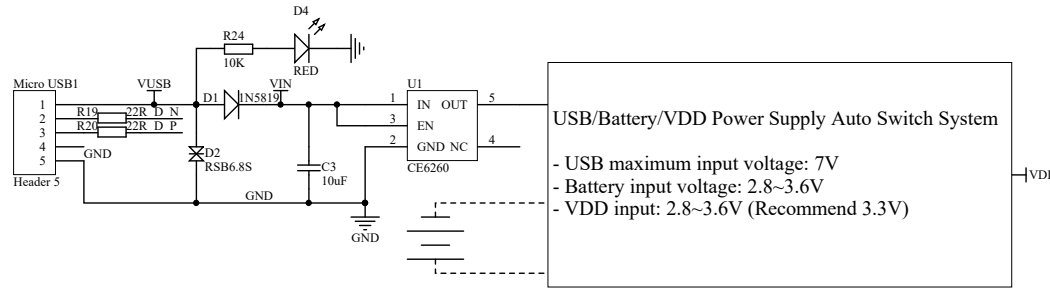 D4
R24
10K
RED
Micro USB1
VUSB
VIN
U1
D1
1N5819
1
2
3
4
5
R19
22R
D N
R20
22R
D P
GND
Header 5
D2
RSB6.8S
GND
C3
10uF
GND
1
3
2
IN OUT
EN
GND NC
5
4
CE6260
USB/Battery/VDD Power Supply Auto Switch System
- USB maximum input voltage: 7V
- Battery input voltage: 2.8~3.6V
- VDD input: 2.8~3.6V (Recommend 3.3V)